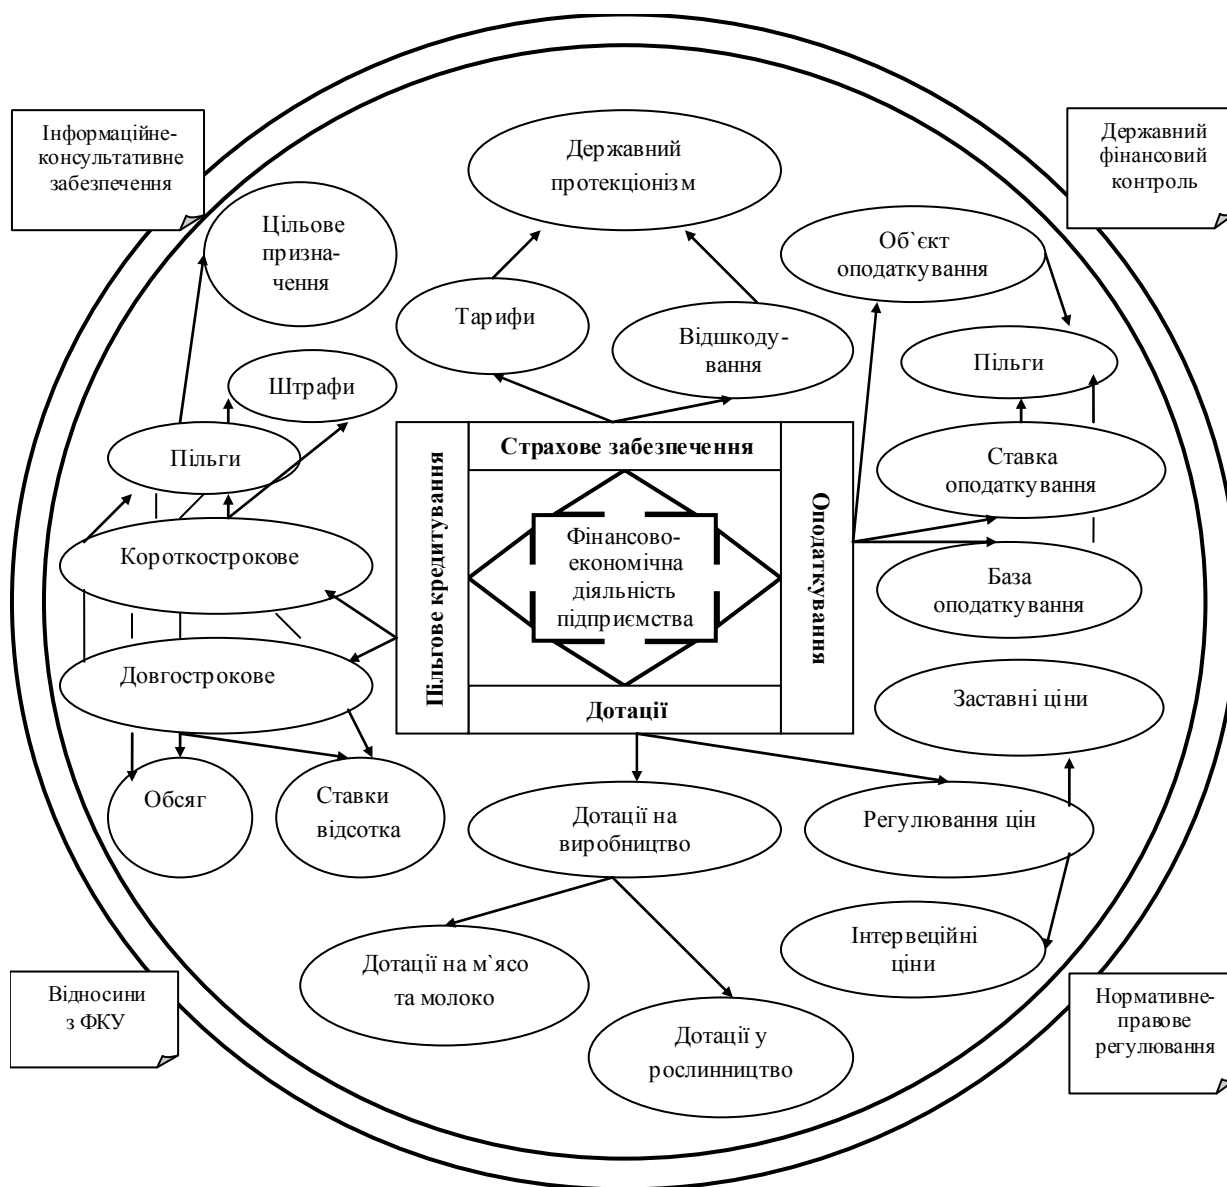 Інформаційне-
консультативне
забезпечення
Державний
фінансовий
контроль
Державний
протекціонізм
Цільове
призна-
чення
Об`єкт
оподаткування
Тарифи
Відшкоду-
вання
Пільги
Штрафи
Пільги
Страхове забезпечення
Ставка
оподаткування
Пільгове кредитування
Фінансово-
економічна
діяльність
підприємства
Оподаткування
Короткострокове
База
оподаткування
Довгострокове
Дотації
Заставні ціни
Обсяг
Ставки
відсотка
Дотації на
виробництво
Регулювання цін
Інтервеційні
ціни
Дотації на м`ясо
та молоко
Дотації у
рослинництво
Відносини
з ФКУ
Нормативне-
правове
регулювання